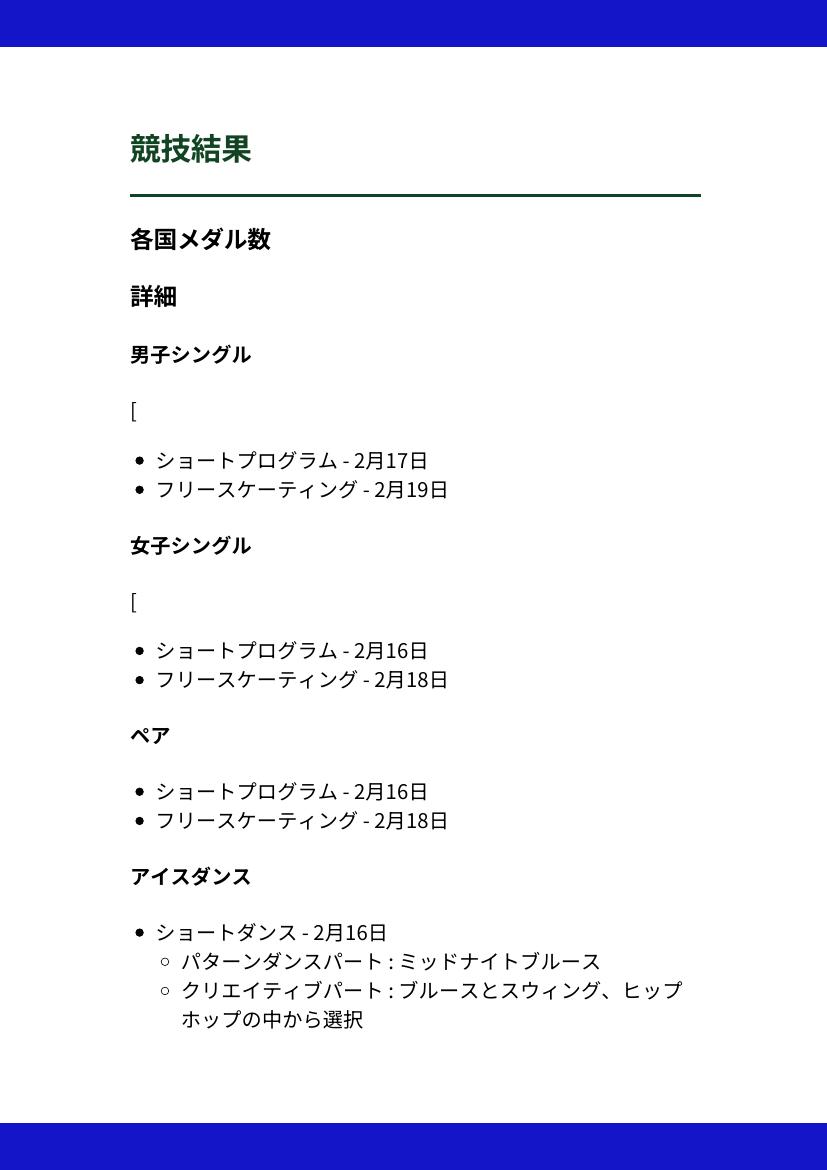 競技結果
各国メダル数
詳細
男子シングル
[
ショートプログラム - 2月17日
フリースケーティング - 2月19日
女子シングル
[
ショートプログラム - 2月16日
フリースケーティング - 2月18日
ペア
ショートプログラム - 2月16日
フリースケーティング - 2月18日
アイスダンス
ショートダンス - 2月16日
パターンダンスパート : ミッドナイトブルース
クリエイティブパート : ブルースとスウィング、ヒップ
ホップの中から選択